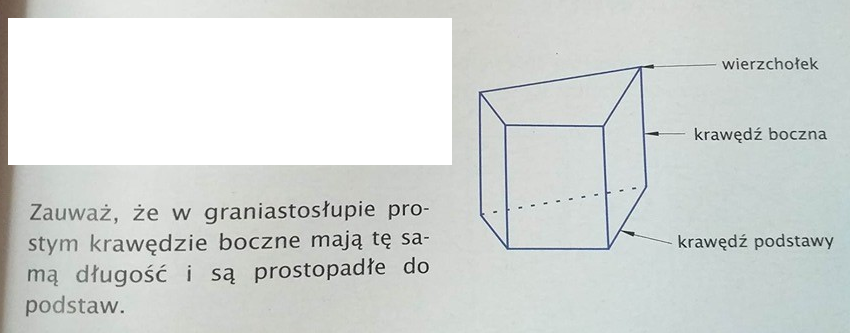 wierzchołek
krawędź boczna
krawędź podstawy
Zauważ, że w graniastosłupie pro-
stym krawędzie boczne mają tę sa-
mą długość i są prostopadłe do
podstaw.